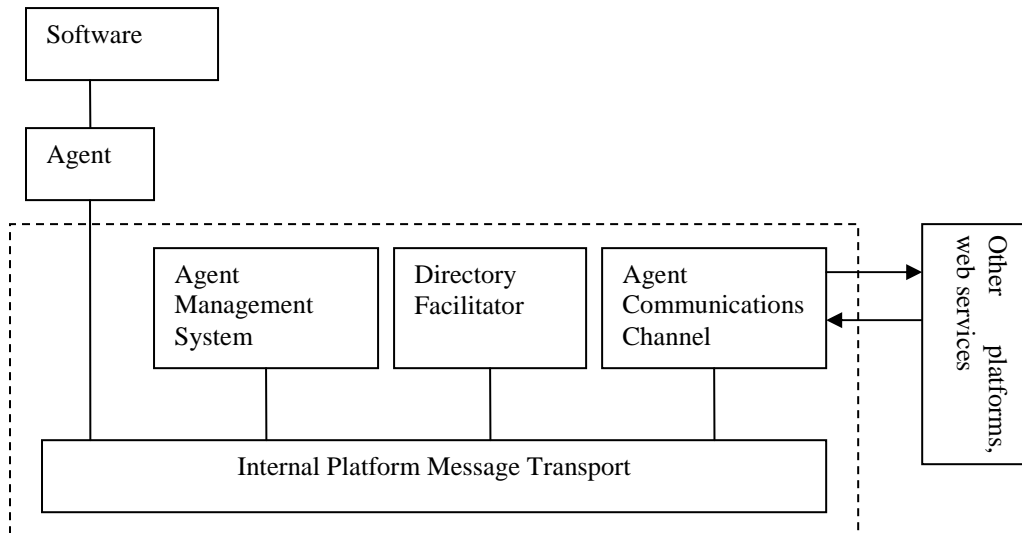 Software
Agent
Agent
Management
System
Directory
Facilitator
Agent
Communications
Channel
Other platforms,
web services
Internal Platform Message Transport